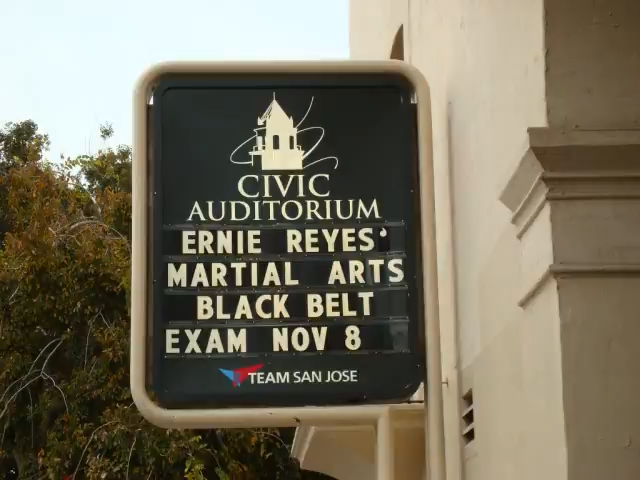 CIVIC
AUDITORIUM
ERNIE REYES'
MARTIAL ARTS
BLACK BELT
EXAM NOV 8
TEAM SAN JOSE